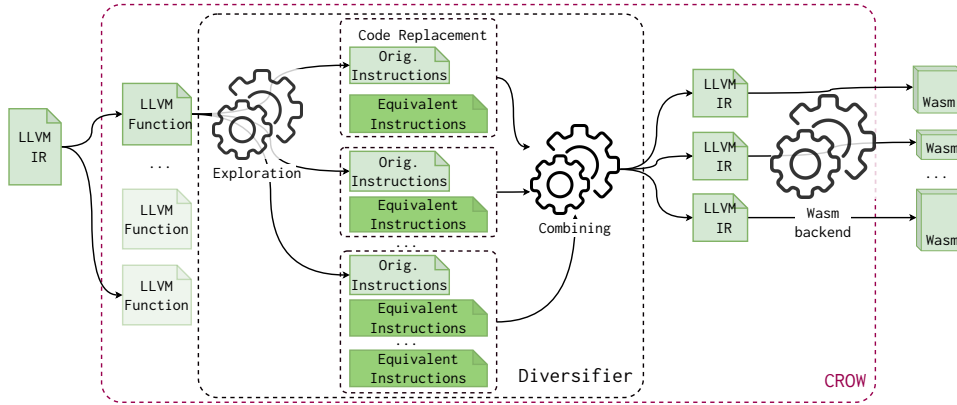 LLVM
IR
LLVM
Function
...
LLVM
Function
LLVM
Function
Exploration
Code Replacement
Orig.
Instructions
Equivalent
Instructions
Orig.
Instructions
Equivalent
Instructions
...
Orig.
Instructions
Equivalent
Instructions
...
Equivalent
Instructions
Combining
Diversifier
LLVM
IR
LLVM
IR
LLVM
IR
Wasm
backend
Wasm
Wasm
...
Wasm
CROW